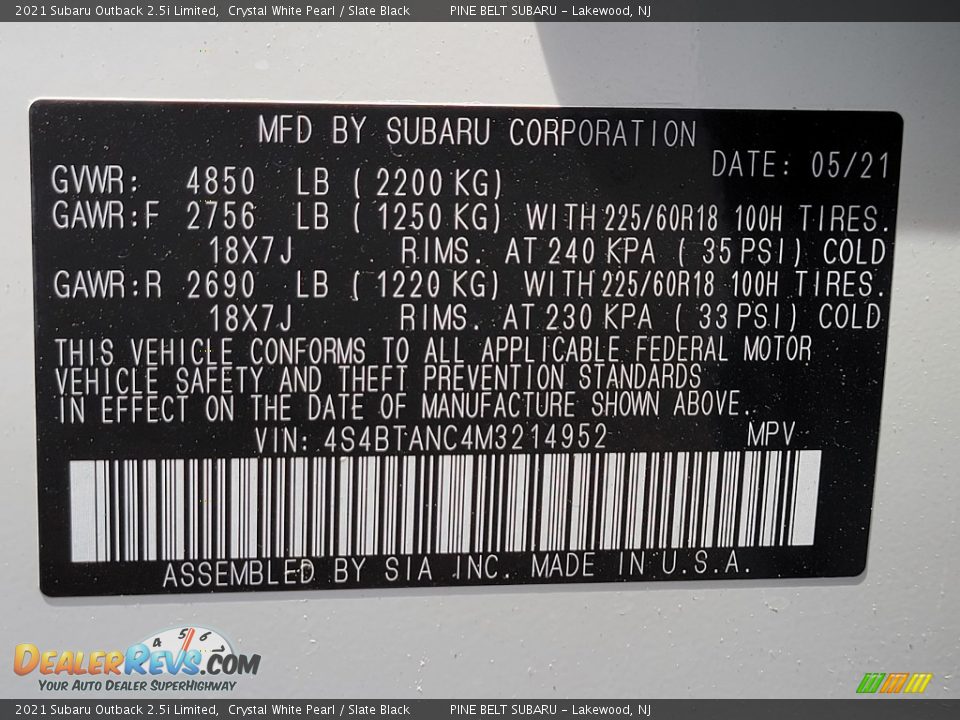 2021 Subaru Outback 2.5i Limited, Crystal White Pearl / Slate Black PINE BELT SUBARU - Lakewood, NJ
MFD BY SUBARU CORPORATION
DATE: 05/21
GVWR: 4850 LB ( 2200 KG)
GAWR:F 2756 LB ( 1250 KG) WITH 225/60R18 100H TIRES.
18X7J RIMS. AT 240 KPA ( 35 PSI) COLD
GAWR:R 2690 LB ( 1220 KG) WITH 225/60R18 100H TIRES.
18X7J RIMS. AT 230 KPA ( 33 PSI) COLD
THIS VEHICLE CONFORMS TO ALL APPLICABLE FEDERAL MOTOR
VEHICLE SAFETY AND THEFT PREVENTION STANDARDS
IN EFFECT ON THE DATE OF MANUFACTURE SHOWN ABOVE.
VIN: 4S4BTANC4M3214952 MPV
ASSEMBLED BY SIA INC. MADE IN U.S.A.
4 5 6 7
DEALERREVS.COM
YOUR AUTO DEALER SUPERHIGHWAY
2021 Subaru Outback 2.5i Limited, Crystal White Pearl / Slate Black PINE BELT SUBARU - Lakewood, NJ